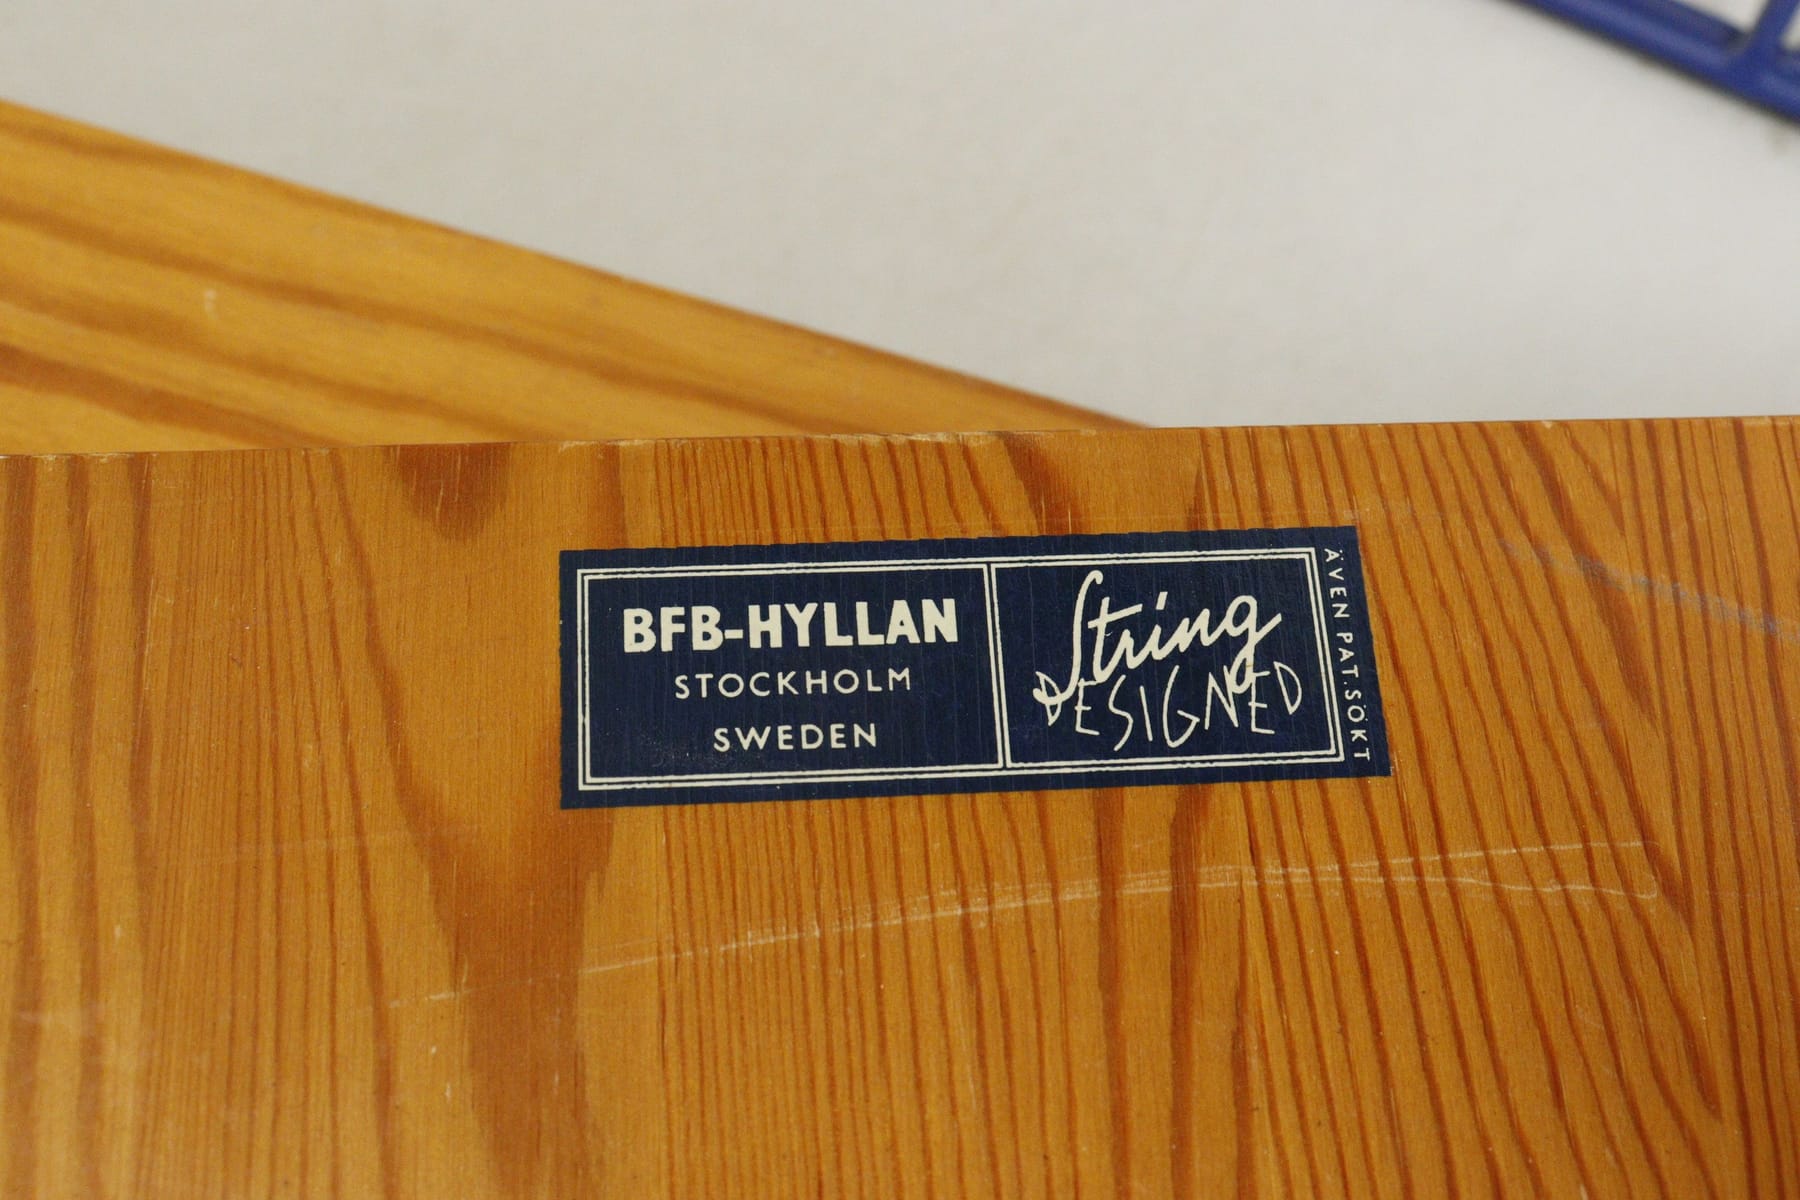 BFB-HYLLAN
STOCKHOLM
SWEDEN
String
DESIGNED
ÄVEN PAT. SÖKT